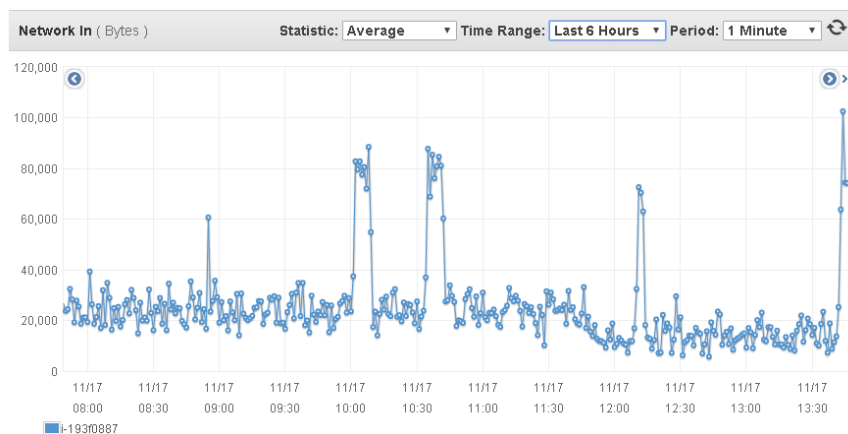 Network In ( Bytes ) Statistic: Average Time Range: Last 6 Hours Period: 1 Minute
120,000
100,000
80,000
60,000
40,000
20,000
0
11/17 11/17 11/17 11/17 11/17 11/17 11/17 11/17 11/17 11/17 11/17 11/17
08:00 08:30 09:00 09:30 10:00 10:30 11:00 11:30 12:00 12:30 13:00 13:30
i-193f0887